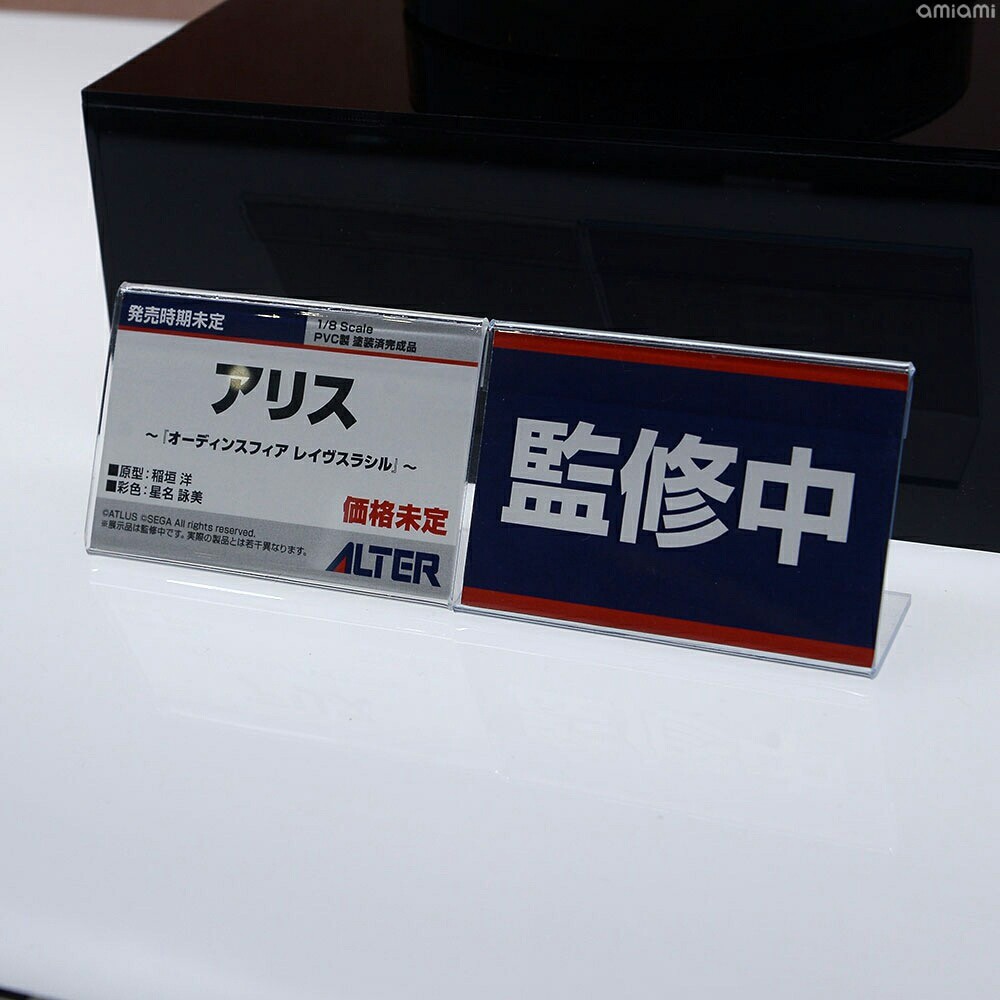 amiami
発売時期未定
1/8 Scale
PVC製 塗装済完成品
アリス
～『オーディンスフィア レイヴスラシル』～
■原型：稲垣 洋
■彩色：星名 詠美
価格未定
©ATLUS ©SEGA All rights reserved.
※展示品は監修中です。実際の製品とは若干異なります。
ALTER
監修中